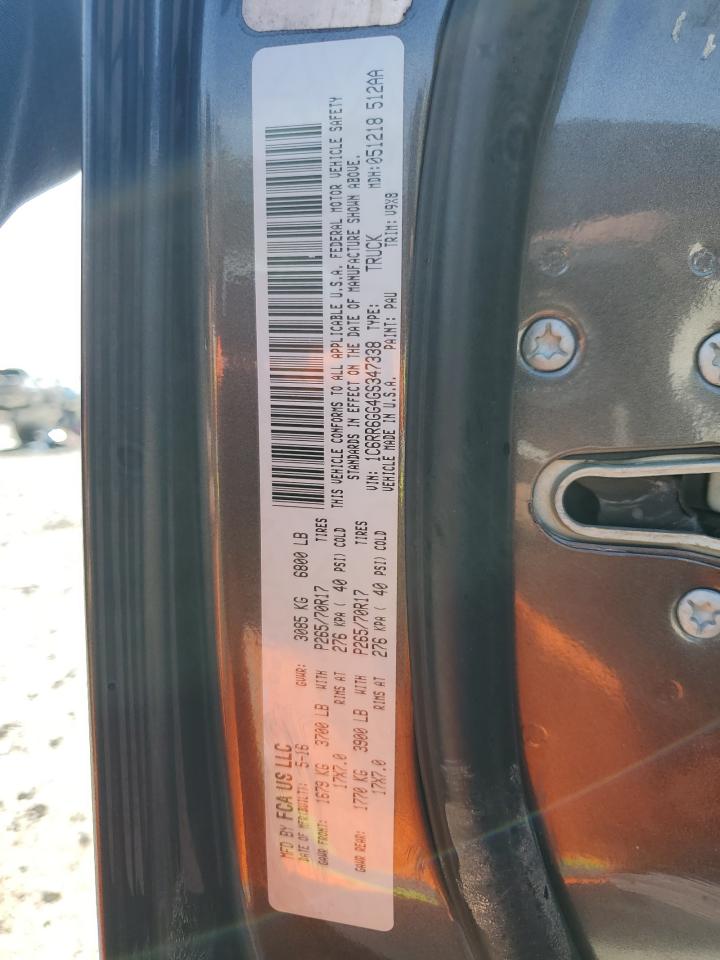 MFD BY FCA US LLC
DATE OF MFR(BUILT): 5-16 GVWR: 3085 KG 6800 LB
GAWR FRONT: 1679 KG 3700 LB WITH P265/70R17 TIRES
17X7.0 RIMS AT 276 KPA ( 40 PSI) COLD
GAWR REAR: 1770 KG 3900 LB WITH P265/70R17 TIRES
17X7.0 RIMS AT 276 KPA ( 40 PSI) COLD
THIS VEHICLE CONFORMS TO ALL APPLICABLE U.S.A. FEDERAL MOTOR VEHICLE SAFETY
STANDARDS IN EFFECT ON THE DATE OF MANUFACTURE SHOWN ABOVE.
VIN: 1C6RR6GG4GS347338 TYPE: TRUCK MDH:051218 512AA
VEHICLE MADE IN U.S.A. PAINT: PAU TRIM: V9X8